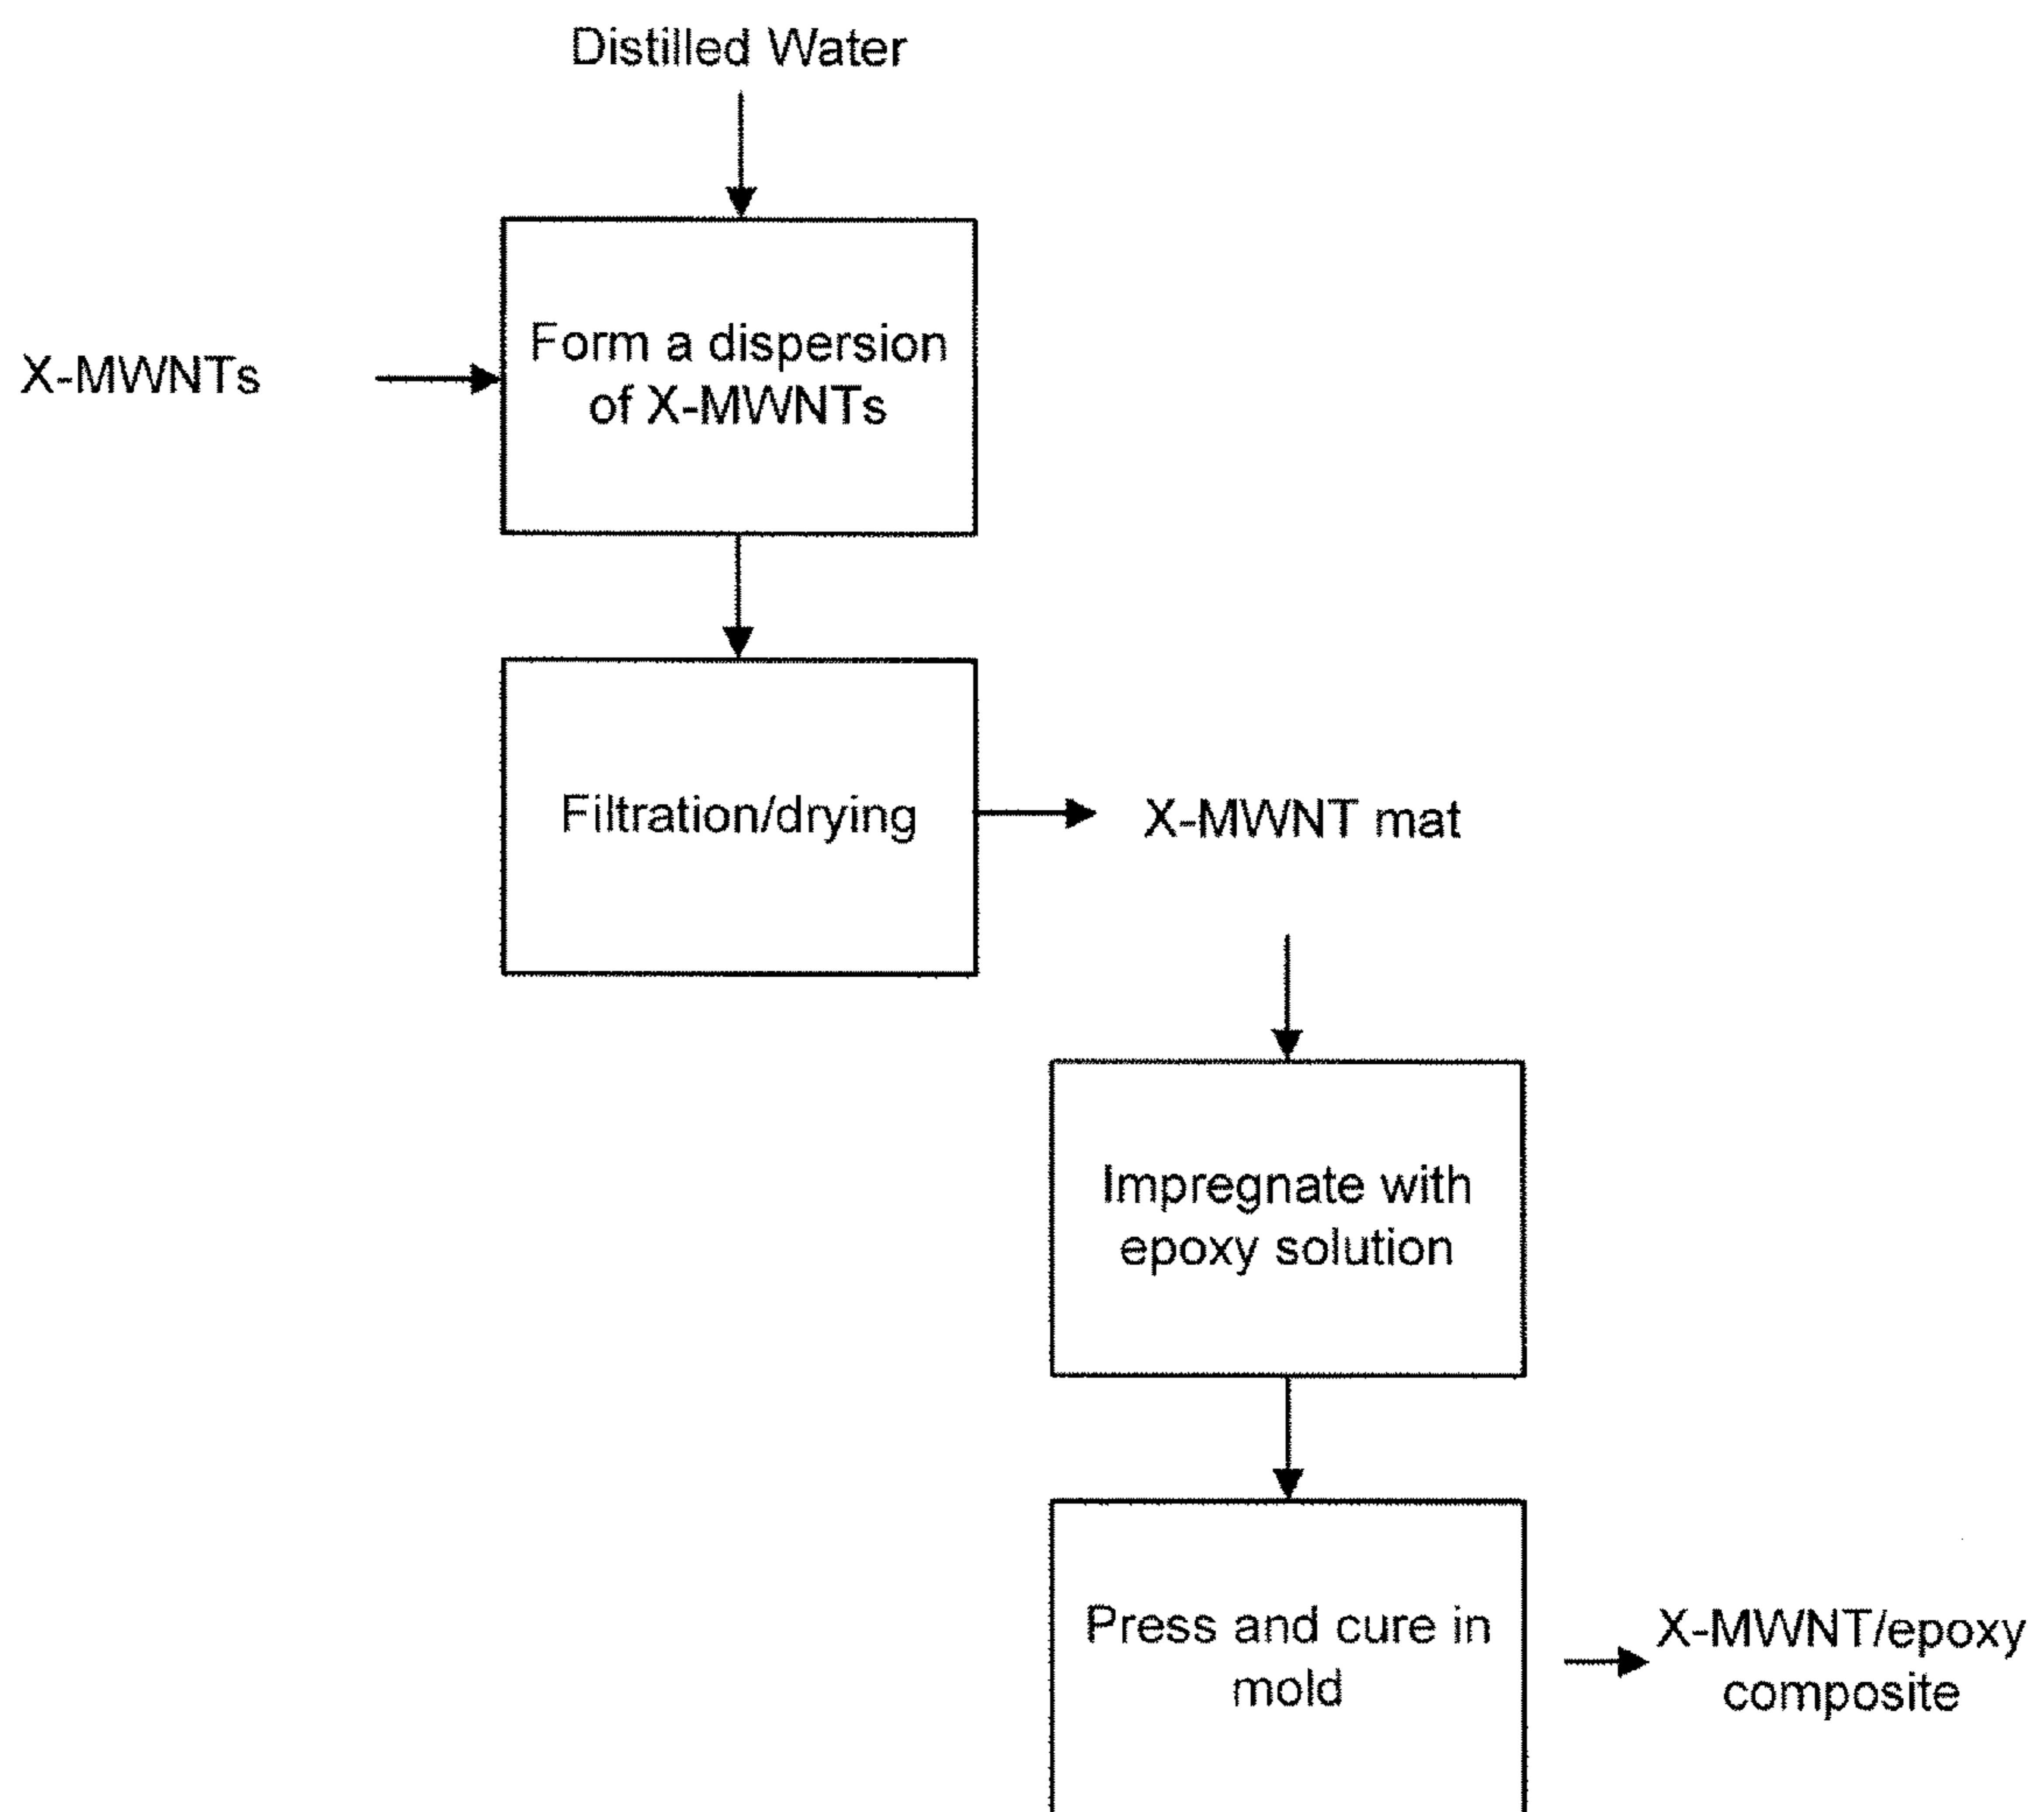 Distilled Water
X-MWNTs
Form a dispersion
of X-MWNTs
Filtration/drying
X-MWNT mat
Impregnate with
epoxy solution
Press and cure in
mold
X-MWNT/epoxy
composite